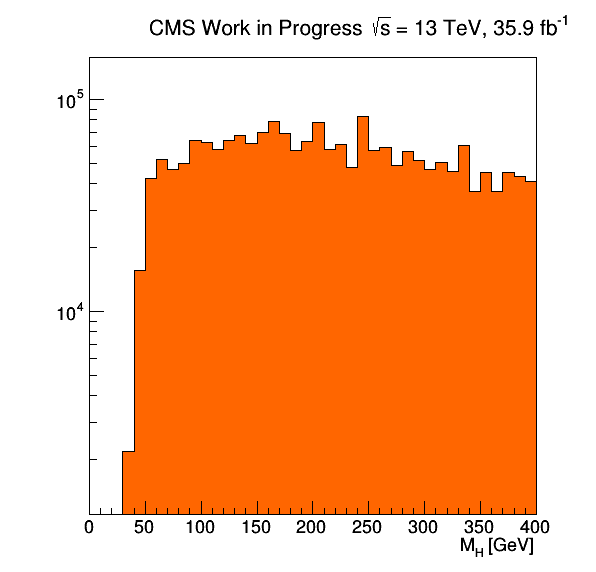 CMS Work in Progress √s = 13 TeV, 35.9 fb⁻¹
10⁵
10⁴
0 50 100 150 200 250 300 350 400
M_H [GeV]